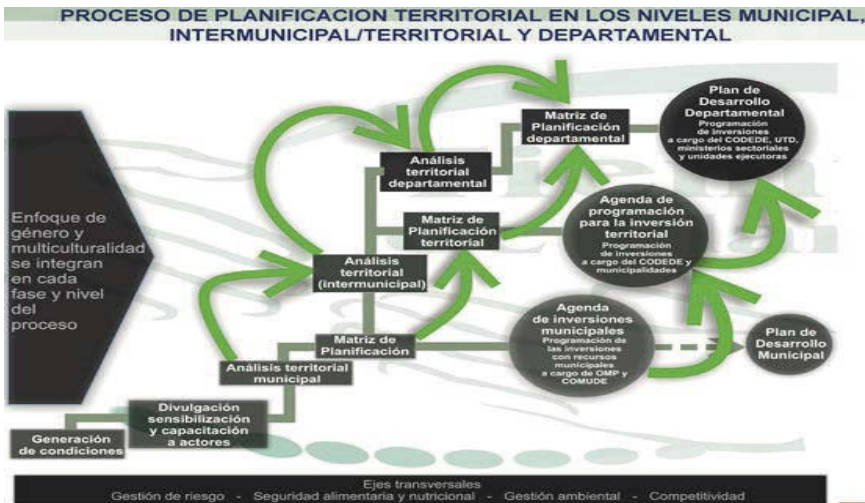 PROCESO DE PLANIFICACION TERRITORIAL EN LOS NIVELES MUNICIPAL,
INTERMUNICIPAL/TERRITORIAL Y DEPARTAMENTAL
Enfoque de
género y
multiculturalidad
se integran
en cada
fase y nivel
del
proceso
Plan de
Desarrollo
Departamental
Programación
de inversiones
a cargo del CODEDE, UTD,
ministerios sectoriales
y unidades ejecutoras
Matriz de
Planificación
departamental
Análisis
territorial
departamental
Agenda de
programación
para la inversión
territorial
Programación
de inversiones
a cargo del CODEDE y
municipalidades
Matriz de
Planificación
territorial
Análisis
territorial
(intermunicipal)
Agenda
de inversiones
municipales
Programación de
las inversiones
con recursos
municipales
a cargo de OMP y
COMUDE
Plan de
Desarrollo
Municipal
Matriz de
Planificación
Análisis territorial
municipal
Divulgación
sensibilización
y capacitación
a actores
Generación
de condiciones
Ejes transversales
Gestión de riesgo - Seguridad alimentaria y nutricional - Gestión ambiental - Competitividad